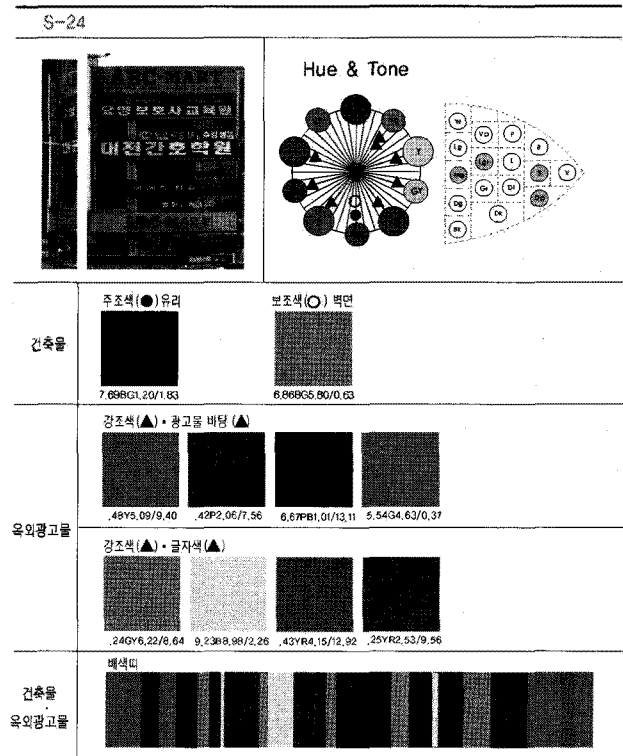 S-24
ABC-MART
요양보호사교육원
대전간호학원
Hue & Tone
Y
GY
W
VP
P
Lg
B
L
V
Gr
Dl
Dg
Dk
Bk
주조색(●)유리
보조색(○) 벽면
건축물
7.69BG1.20/1.83
6.86BG5.80/0.63
강조색(▲)·광고물 바탕(▲)
.48Y5.09/9.40
.42P2.06/7.56
6.67PB1.01/13.11
5.54G4.63/0.37
옥외광고물
강조색(▲)·글자색(▲)
.24GY6.22/8.64
9.23B8.98/2.26
.43YR4.15/12.92
.25YR2.53/9.56
배색띠
건축물
·
옥외광고물